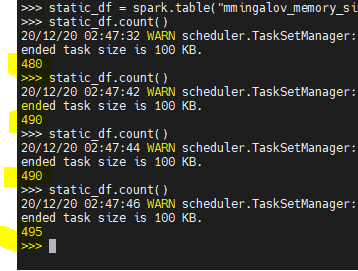 >>> static_df = spark.table("mmingalov_memory_si
>>> static_df.count()
20/12/20 02:47:32 WARN scheduler.TaskSetManager:
ended task size is 100 KB.
480
>>> static_df.count()
20/12/20 02:47:42 WARN scheduler.TaskSetManager:
ended task size is 100 KB.
490
>>> static_df.count()
20/12/20 02:47:44 WARN scheduler.TaskSetManager:
ended task size is 100 KB.
490
>>> static_df.count()
20/12/20 02:47:46 WARN scheduler.TaskSetManager:
ended task size is 100 KB.
495
>>>